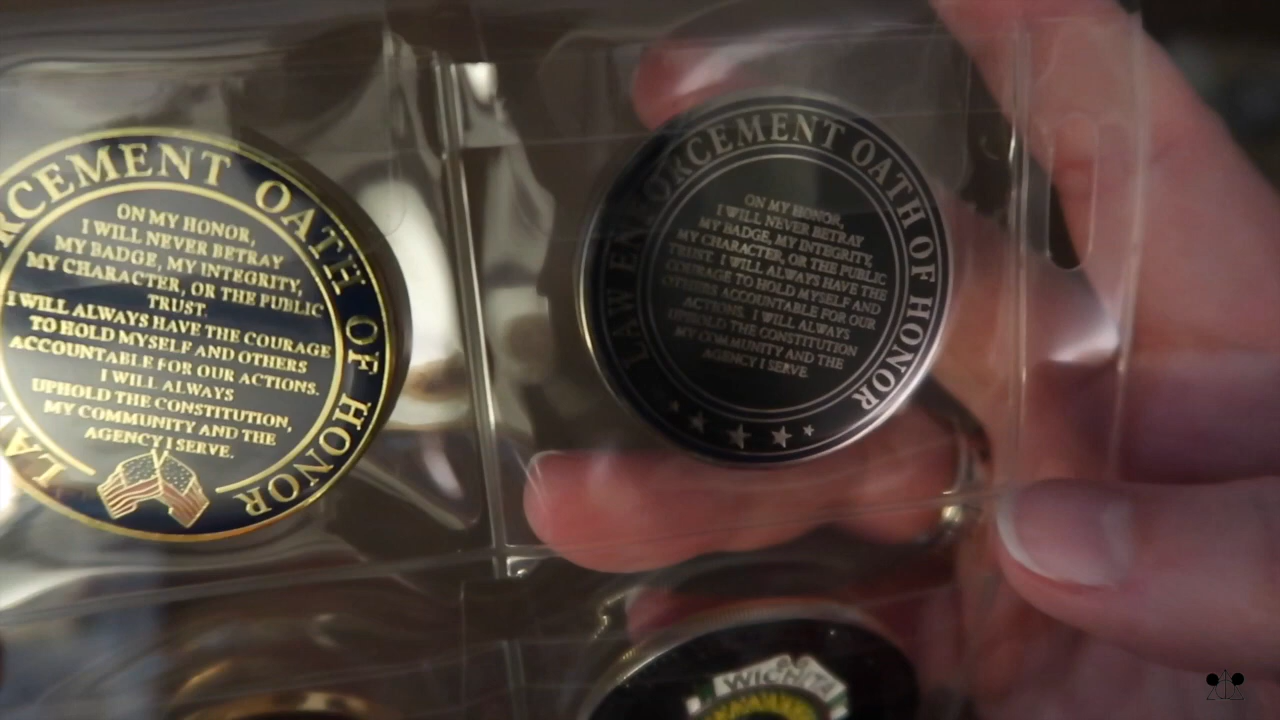 RCEMENT OATH OF HONOR
LA
ON MY HONOR,
I WILL NEVER BETRAY
MY BADGE, MY INTEGRITY,
MY CHARACTER, OR THE PUBLIC
TRUST.
I WILL ALWAYS HAVE THE COURAGE
TO HOLD MYSELF AND OTHERS
ACCOUNTABLE FOR OUR ACTIONS.
I WILL ALWAYS
UPHOLD THE CONSTITUTION,
MY COMMUNITY AND THE
AGENCY I SERVE.
LAW ENFORCEMENT OATH OF HONOR
ON MY HONOR,
I WILL NEVER BETRAY
MY BADGE, MY INTEGRITY,
MY CHARACTER, OR THE PUBLIC
TRUST. I WILL ALWAYS HAVE THE
COURAGE TO HOLD MYSELF AND
OTHERS ACCOUNTABLE FOR OUR
ACTIONS. I WILL ALWAYS
UPHOLD THE CONSTITUTION
MY COMMUNITY AND THE
AGENCY I SERVE.
WICHITA